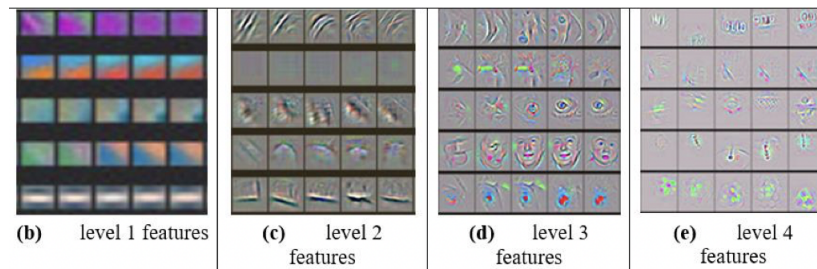 (b) level 1 features
(c) level 2
features
(d) level 3
features
(e) level 4
features